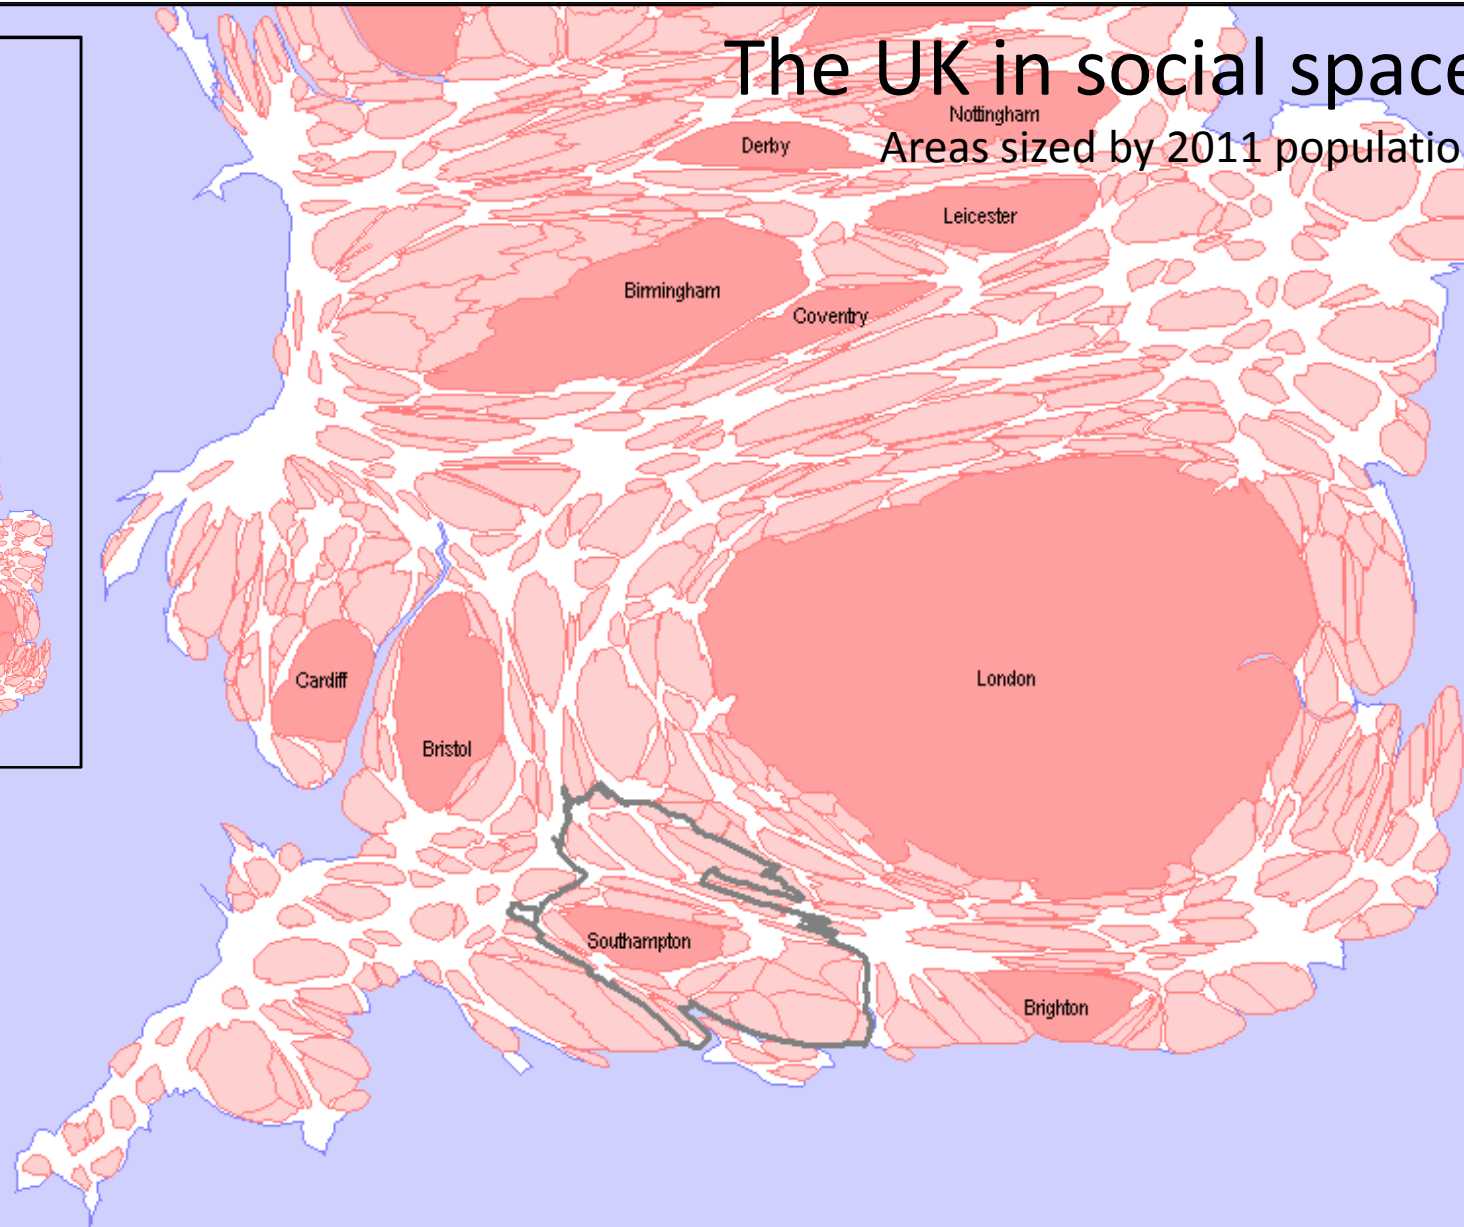 The UK in social space
Areas sized by 2011 populatio
Nottingham
Derby
Leicester
Birmingham
Coventry
London
Cardiff
Bristol
Southampton
Brighton